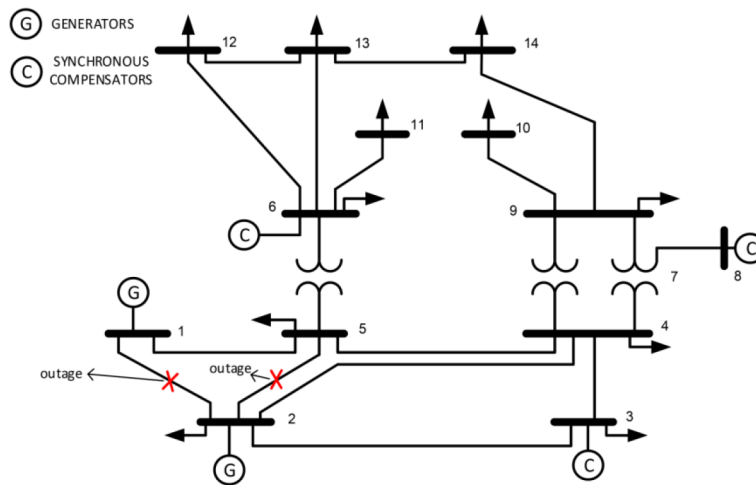 G GENERATORS
C SYNCHRONOUS
COMPENSATORS
12
13
14
11
10
6
9
C
7
C
8
G
1
5
4
outage
outage
2
3
G
C